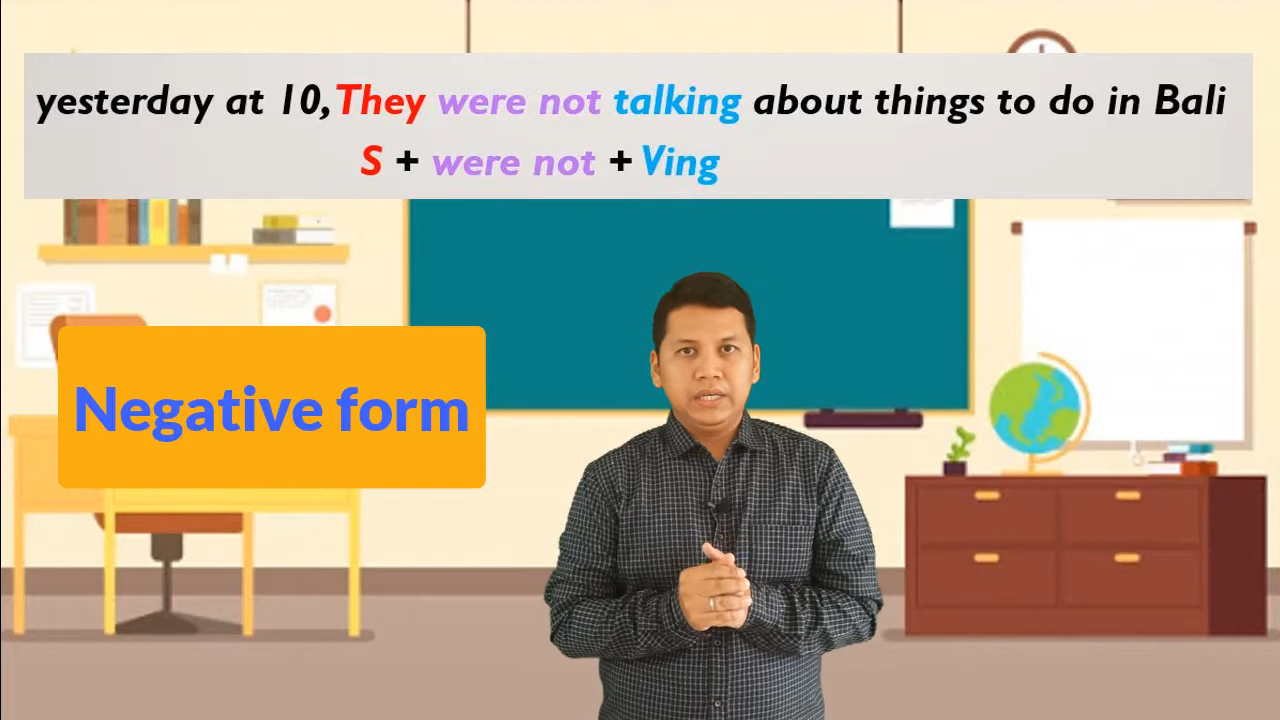 yesterday at 10, They were not talking about things to do in Bali
S + were not + Ving
Negative form